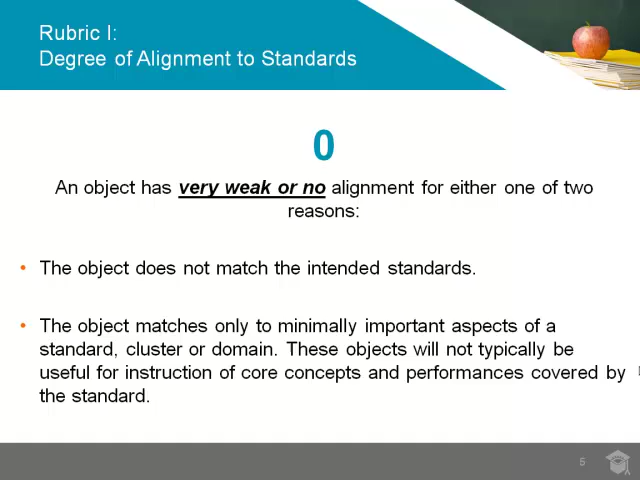 Rubric I:
Degree of Alignment to Standards
0
An object has very weak or no alignment for either one of two
reasons:
• The object does not match the intended standards.
• The object matches only to minimally important aspects of a
standard, cluster or domain. These objects will not typically be
useful for instruction of core concepts and performances covered by
the standard.
6